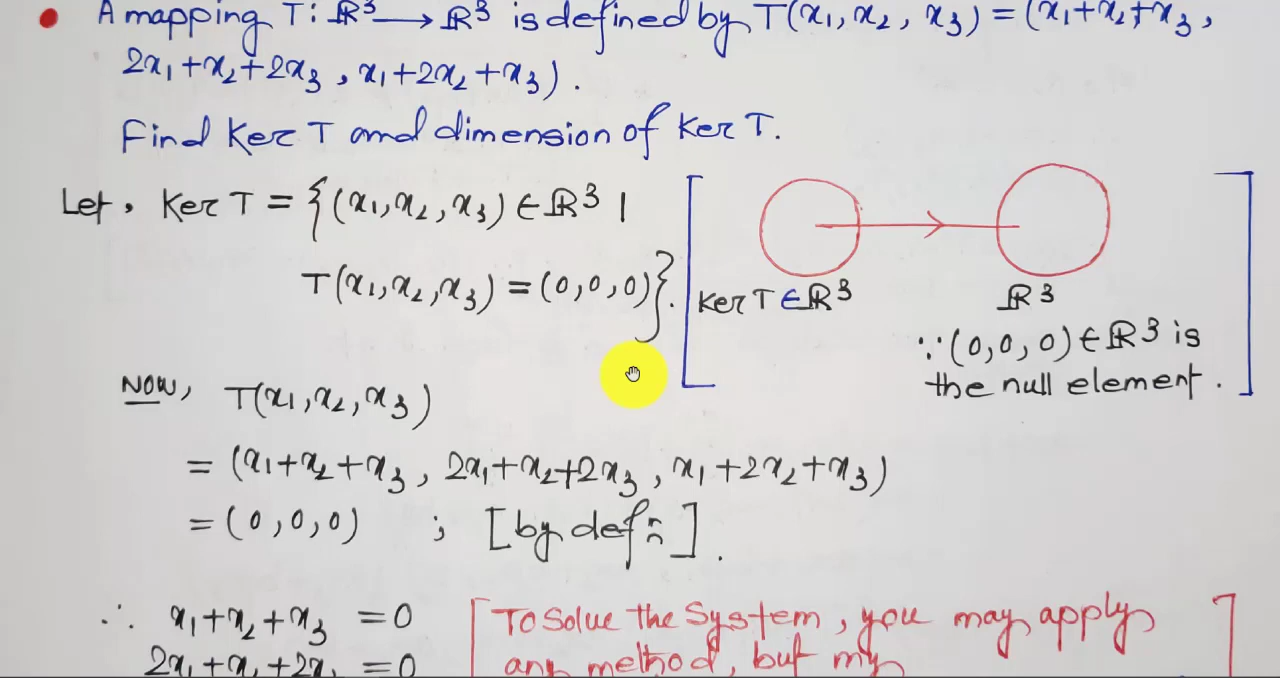 A mapping T: ℝ³ → ℝ³ is defined by T(x₁, x₂, x₃) = (x₁+x₂+x₃,
2x₁+x₂+2x₃, x₁+2x₂+x₃).
Find Ker T and dimension of Ker T.
Let, Ker T = {(x₁,x₂,x₃) ∈ ℝ³ |
T(x₁,x₂,x₃) = (0,0,0)}.
Ker T ∈ ℝ³
ℝ³
∵ (0,0,0) ∈ ℝ³ is
the null element.
NOW, T(x₁,x₂,x₃)
= (x₁+x₂+x₃, 2x₁+x₂+2x₃, x₁+2x₂+x₃)
= (0,0,0) ; [by defn:].
∴ x₁+x₂+x₃ = 0
2x₁+x₂+2x₃ = 0
[To solve the system, you may apply
any method, but my ]